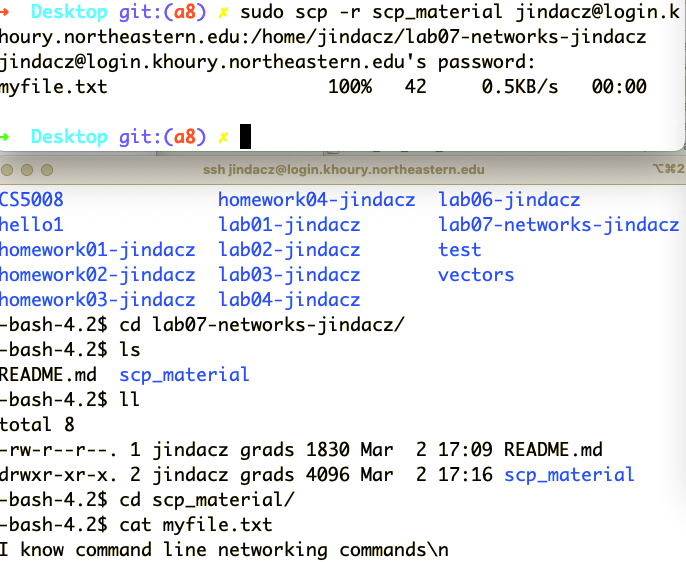 → Desktop git:(a8) ✗ sudo scp -r scp_material jindacz@login.k
houry.northeastern.edu:/home/jindacz/lab07-networks-jindacz
jindacz@login.khoury.northeastern.edu's password:
myfile.txt 100% 42 0.5KB/s 00:00
→ Desktop git:(a8) ✗
ssh jindacz@login.khoury.northeastern.edu ⌥⌘2
CS5008 homework04-jindacz lab06-jindacz
hello1 lab01-jindacz lab07-networks-jindacz
homework01-jindacz lab02-jindacz test
homework02-jindacz lab03-jindacz vectors
homework03-jindacz lab04-jindacz
-bash-4.2$ cd lab07-networks-jindacz/
-bash-4.2$ ls
README.md scp_material
-bash-4.2$ ll
total 8
-rw-r--r--. 1 jindacz grads 1830 Mar 2 17:09 README.md
drwxr-xr-x. 2 jindacz grads 4096 Mar 2 17:16 scp_material
-bash-4.2$ cd scp_material/
-bash-4.2$ cat myfile.txt
I know command line networking commands\n